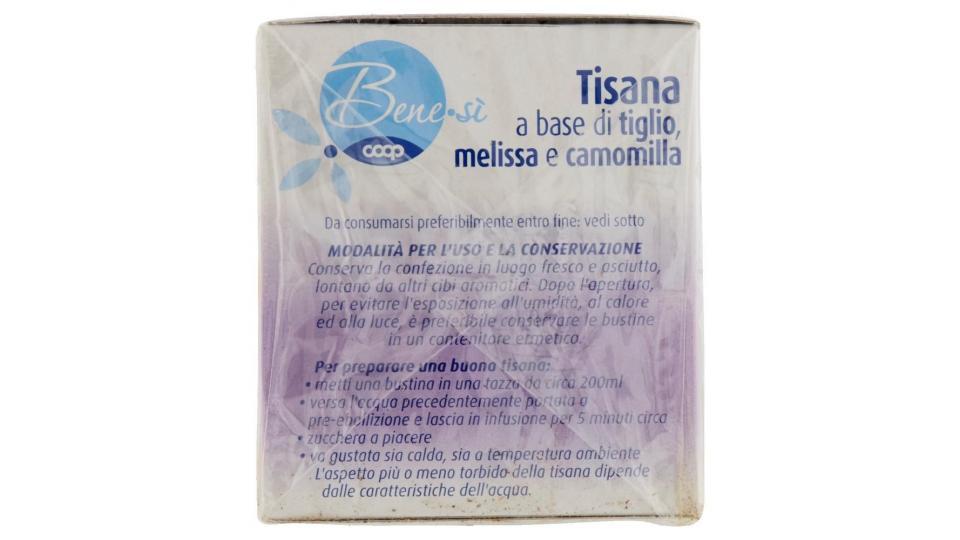 Bene·sì
coop
Tisana
a base di tiglio,
melissa e camomilla
Da consumarsi preferibilmente entro fine: vedi sotto
MODALITÀ PER L'USO E LA CONSERVAZIONE
Conserva la confezione in luogo fresco e asciutto,
lontano da altri cibi aromatici. Dopo l'apertura,
per evitare l'esposizione all'umidità, al calore
ed alla luce, è preferibile conservare le bustine
in un contenitore ermetico.
Per preparare una buona tisana:
• metti una bustina in una tazza da circa 200ml
• versa l'acqua precedentemente portata a
pre-ebollizione e lascia in infusione per 5 minuti circa
• zucchera a piacere
• va gustata sia calda, sia a temperatura ambiente
L'aspetto più o meno torbido della tisana dipende
dalle caratteristiche dell'acqua.